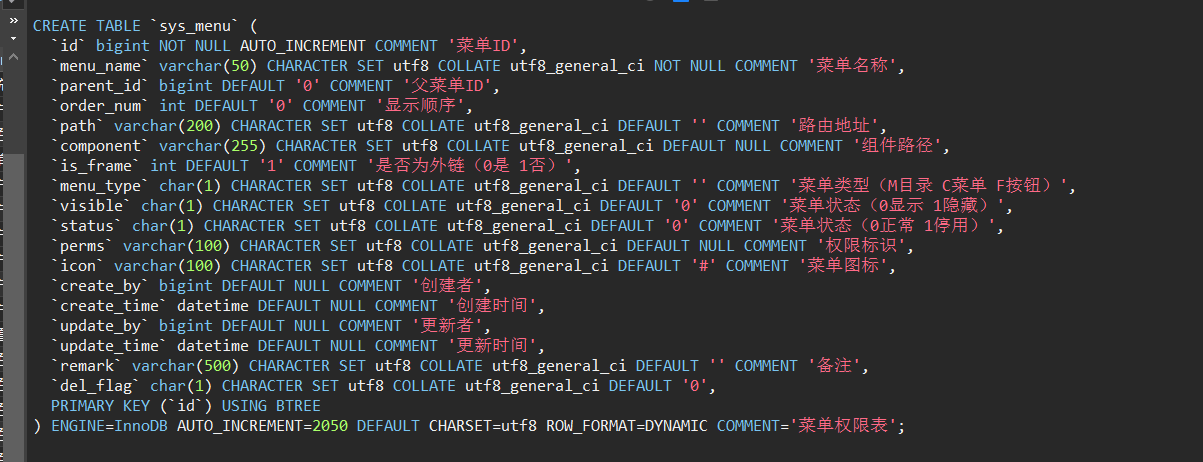 CREATE TABLE `sys_menu` (
  `id` bigint NOT NULL AUTO_INCREMENT COMMENT '菜单ID',
  `menu_name` varchar(50) CHARACTER SET utf8 COLLATE utf8_general_ci NOT NULL COMMENT '菜单名称',
  `parent_id` bigint DEFAULT '0' COMMENT '父菜单ID',
  `order_num` int DEFAULT '0' COMMENT '显示顺序',
  `path` varchar(200) CHARACTER SET utf8 COLLATE utf8_general_ci DEFAULT '' COMMENT '路由地址',
  `component` varchar(255) CHARACTER SET utf8 COLLATE utf8_general_ci DEFAULT NULL COMMENT '组件路径',
  `is_frame` int DEFAULT '1' COMMENT '是否为外链（0是 1否）',
  `menu_type` char(1) CHARACTER SET utf8 COLLATE utf8_general_ci DEFAULT '' COMMENT '菜单类型（M目录 C菜单 F按钮）',
  `visible` char(1) CHARACTER SET utf8 COLLATE utf8_general_ci DEFAULT '0' COMMENT '菜单状态（0显示 1隐藏）',
  `status` char(1) CHARACTER SET utf8 COLLATE utf8_general_ci DEFAULT '0' COMMENT '菜单状态（0正常 1停用）',
  `perms` varchar(100) CHARACTER SET utf8 COLLATE utf8_general_ci DEFAULT NULL COMMENT '权限标识',
  `icon` varchar(100) CHARACTER SET utf8 COLLATE utf8_general_ci DEFAULT '#' COMMENT '菜单图标',
  `create_by` bigint DEFAULT NULL COMMENT '创建者',
  `create_time` datetime DEFAULT NULL COMMENT '创建时间',
  `update_by` bigint DEFAULT NULL COMMENT '更新者',
  `update_time` datetime DEFAULT NULL COMMENT '更新时间',
  `remark` varchar(500) CHARACTER SET utf8 COLLATE utf8_general_ci DEFAULT '' COMMENT '备注',
  `del_flag` char(1) CHARACTER SET utf8 COLLATE utf8_general_ci DEFAULT '0',
  PRIMARY KEY (`id`) USING BTREE
) ENGINE=InnoDB AUTO_INCREMENT=2050 DEFAULT CHARSET=utf8 ROW_FORMAT=DYNAMIC COMMENT='菜单权限表';